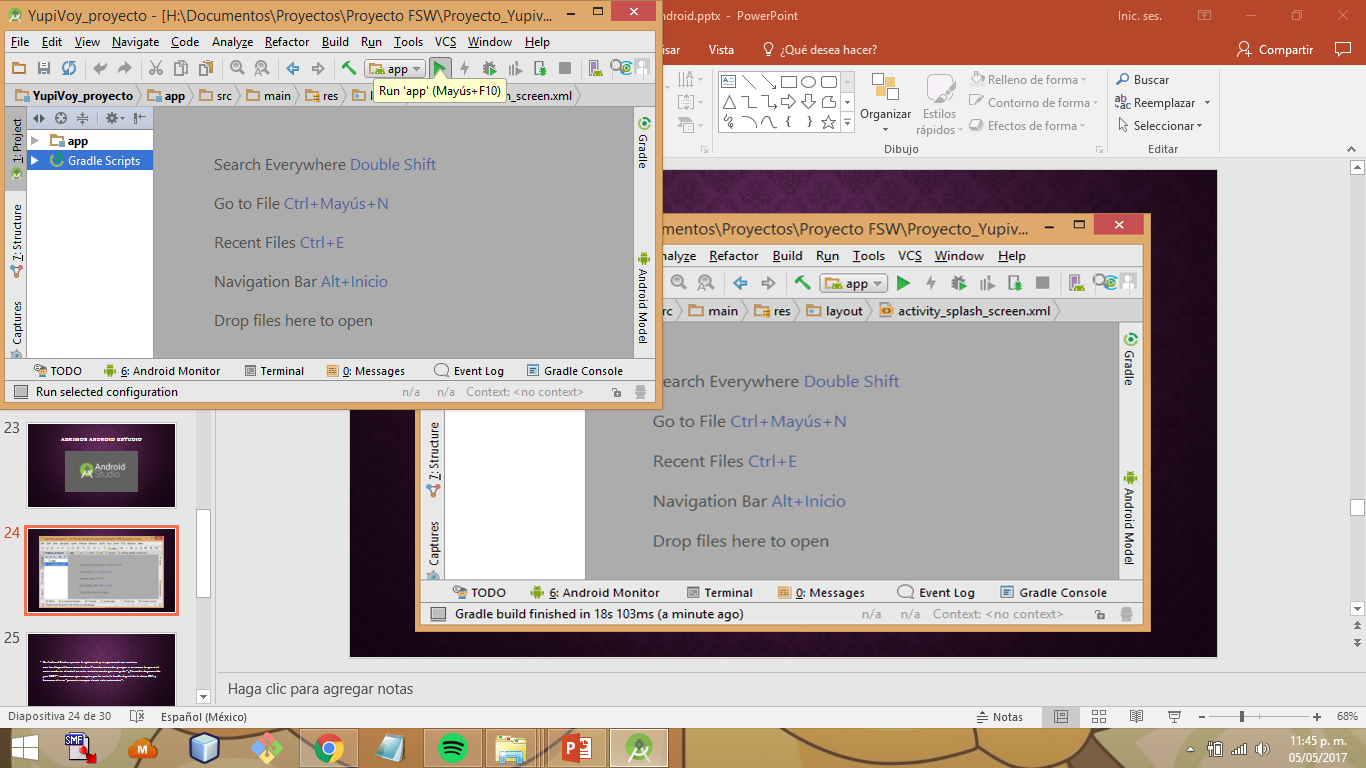 YupiVoy_proyecto - [H:\Documentos\Proyectos\Proyecto FSW\Proyecto_Yupiv...
File Edit View Navigate Code Analyze Refactor Build Run Tools VCS Window Help
app
Run 'app' (Mayús+F10)
YupiVoy_proyecto app src main res
_screen.xml
1: Project
7: Structure
Captures
app
Gradle Scripts
Search Everywhere Double Shift
Go to File Ctrl+Mayús+N
Recent Files Ctrl+E
Navigation Bar Alt+Inicio
Drop files here to open
Gradle
Android Model
TODO 6: Android Monitor Terminal 0: Messages Event Log Gradle Console
Run selected configuration n/a n/a Context: <no context>
ndroid.pptx - PowerPoint
Inic. ses.
isar Vista ¿Qué desea hacer? Compartir
Organizar
Estilos
rápidos
Relleno de forma
Contorno de forma
Efectos de forma
Dibujo
Buscar
Reemplazar
Seleccionar
Editar
mentos\Proyectos\Proyecto FSW\Proyecto_Yupiv...
nalyze Refactor Build Run Tools VCS Window Help
app
rc main res layout activity_splash_screen.xml
Search Everywhere Double Shift
Go to File Ctrl+Mayús+N
Recent Files Ctrl+E
Navigation Bar Alt+Inicio
Drop files here to open
7: Structure
Captures
Gradle
Android Model
TODO 6: Android Monitor Terminal 0: Messages Event Log Gradle Console
Gradle build finished in 18s 103ms (a minute ago) n/a n/a Context: <no context>
23
ABRIMOS ANDROID ESTUDIO
Android
Studio
24
25
Haga clic para agregar notas
Diapositiva 24 de 30 Español (México) Notas 68%
SMF
11:45 p. m.
05/05/2017